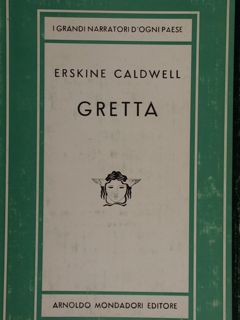 I GRANDI NARRATORI D'OGNI PAESE
ERSKINE CALDWELL
GRETTA
ARNOLDO MONDADORI EDITORE